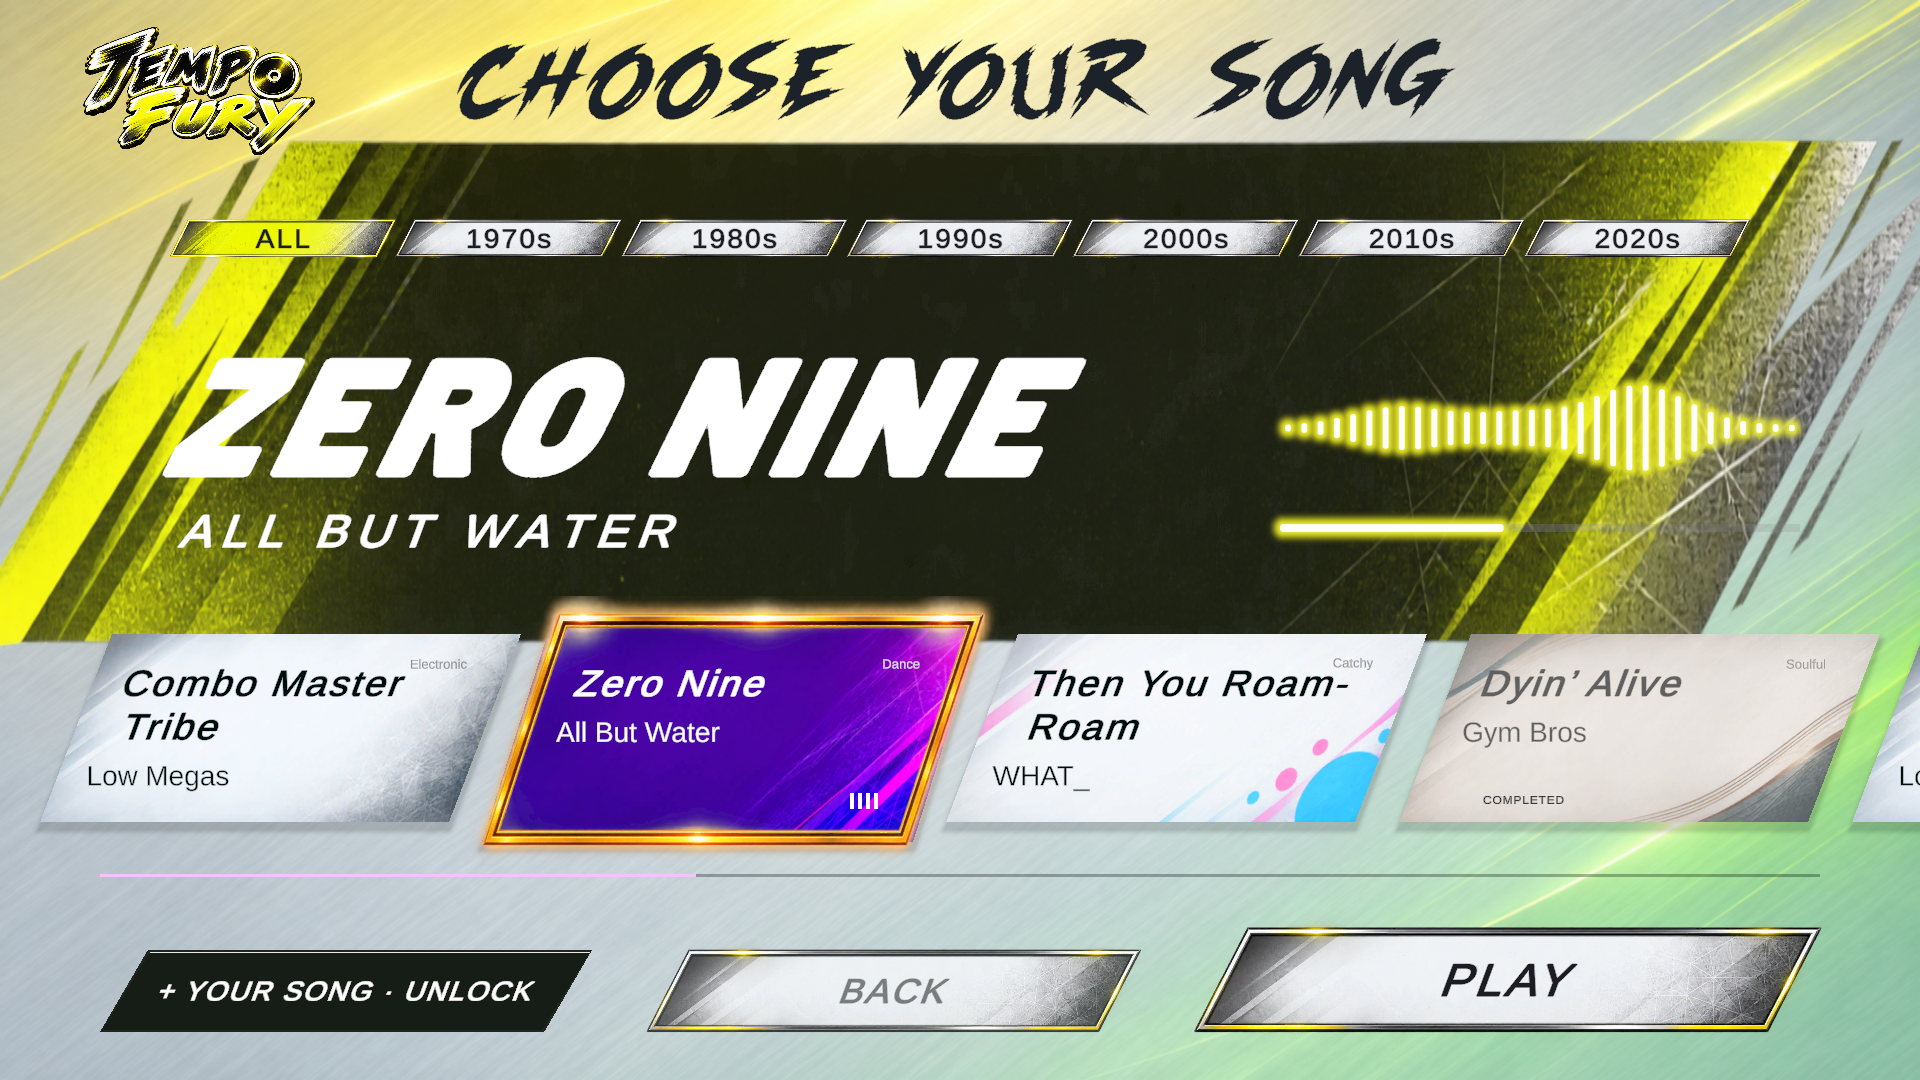 TEMPO
FURY
CHOOSE YOUR SONG
ALL
1970s
1980s
1990s
2000s
2010s
2020s
ZERO NINE
ALL BUT WATER
Electronic
Combo Master
Tribe
Low Megas
Dance
Zero Nine
All But Water
Catchy
Then You Roam-
Roam
WHAT_
Soulful
Dyin’ Alive
Gym Bros
COMPLETED
+ YOUR SONG · UNLOCK
BACK
PLAY